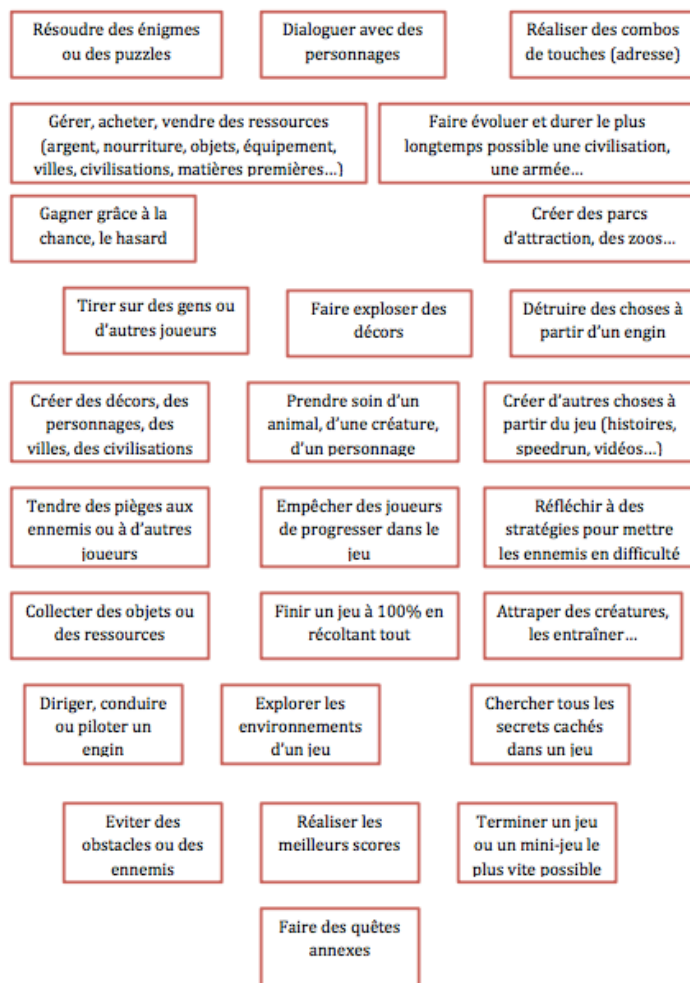 Résoudre des énigmes
ou des puzzles
Dialoguer avec des
personnages
Réaliser des combos
de touches (adresse)
Gérer, acheter, vendre des ressources
(argent, nourriture, objets, équipement,
villes, civilisations, matières premières…)
Faire évoluer et durer le plus
longtemps possible une civilisation,
une armée…
Gagner grâce à la
chance, le hasard
Créer des parcs
d’attraction, des zoos…
Tirer sur des gens ou
d’autres joueurs
Faire exploser des
décors
Détruire des choses à
partir d’un engin
Créer des décors, des
personnages, des
villes, des civilisations
Prendre soin d’un
animal, d’une créature,
d’un personnage
Créer d’autres choses à
partir du jeu (histoires,
speedrun, vidéos…)
Tendre des pièges aux
ennemis ou à d’autres
joueurs
Empêcher des joueurs
de progresser dans le
jeu
Réfléchir à des
stratégies pour mettre
les ennemis en difficulté
Collecter des objets ou
des ressources
Finir un jeu à 100% en
récoltant tout
Attraper des créatures,
les entraîner…
Diriger, conduire
ou piloter un
engin
Explorer les
environnements
d’un jeu
Chercher tous les
secrets cachés
dans un jeu
Eviter des
obstacles ou des
ennemis
Réaliser les
meilleurs scores
Terminer un jeu
ou un mini-jeu le
plus vite possible
Faire des quêtes
annexes